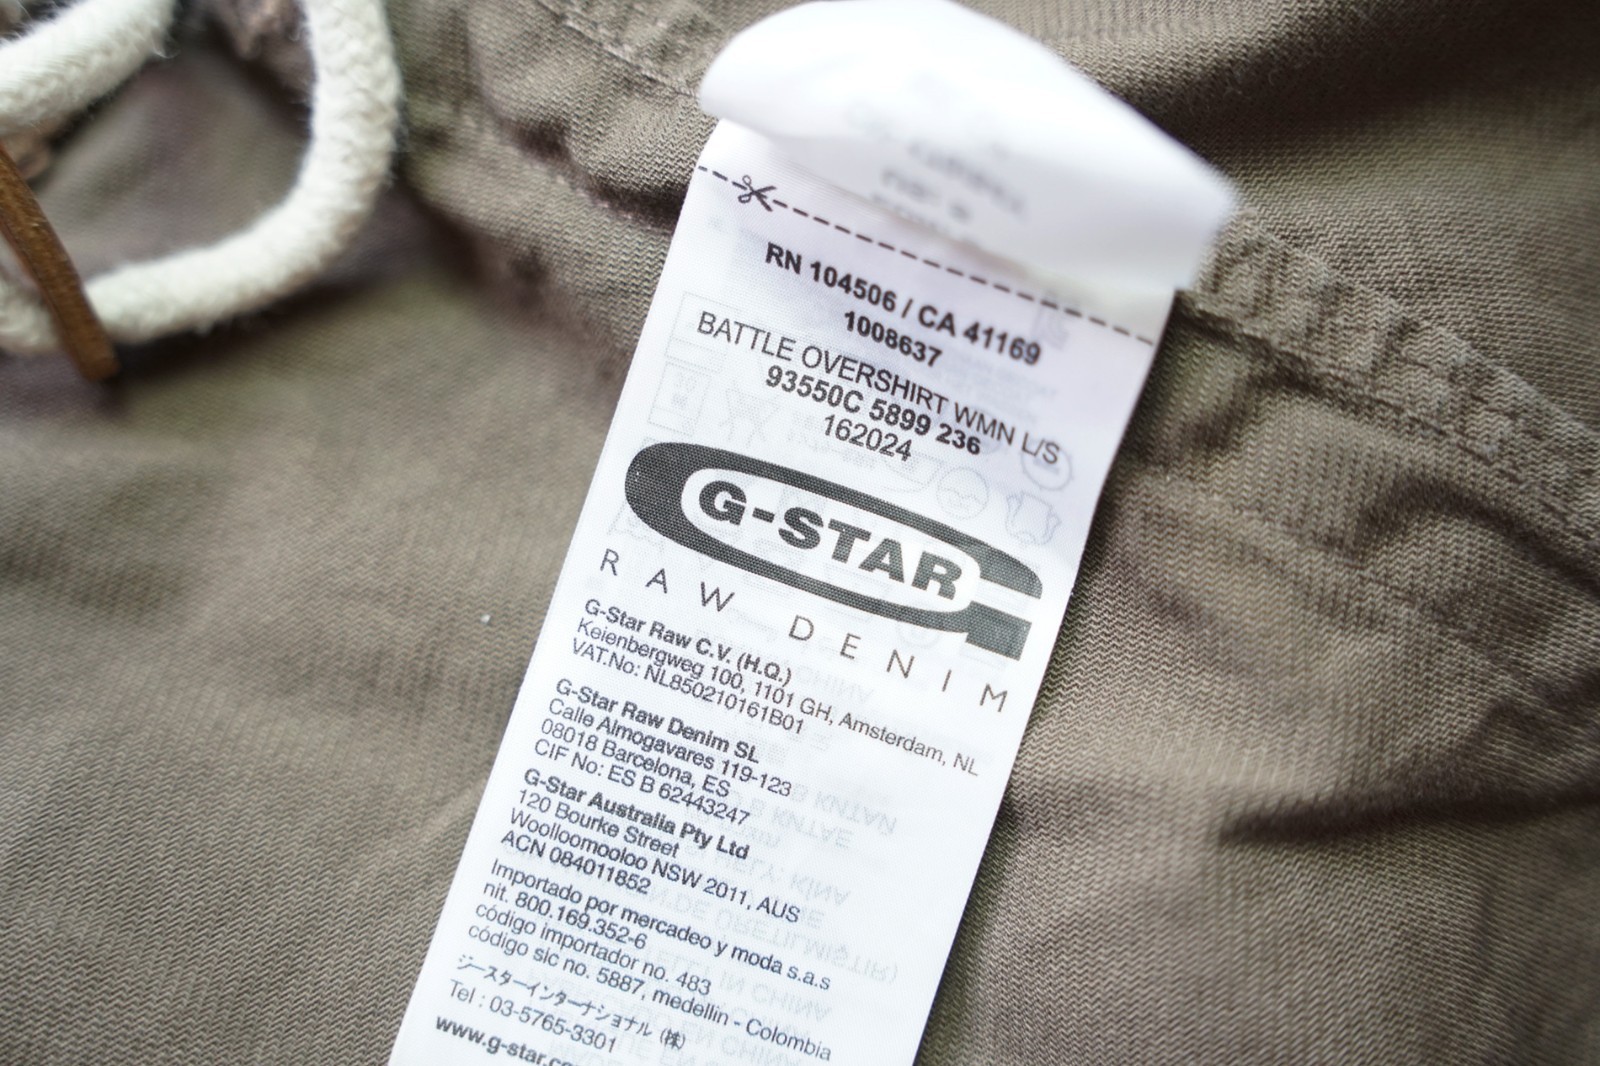 RN 104506 / CA 41169
1008637
BATTLE OVERSHIRT WMN L/S
93550C 5899 236
162024
G-STAR
RAW DENIM
G-Star Raw C.V. (H.Q.)
Keienbergweg 100, 1101 GH, Amsterdam, NL
VAT.No: NL850210161B01
G-Star Raw Denim SL
Calle Almogavares 119-123
08018 Barcelona, ES
CIF No: ES B 62443247
G-Star Australia Pty Ltd
120 Bourke Street
Woolloomooloo NSW 2011, AUS
ACN 084011852
Importado por mercadeo y moda s.a.s
nit. 800.169.352-6
código importador no. 483
código sic no. 5887, medellin - Colombia
ジースターインターナショナル (株)
Tel : 03-5765-3301
www.g-star.co